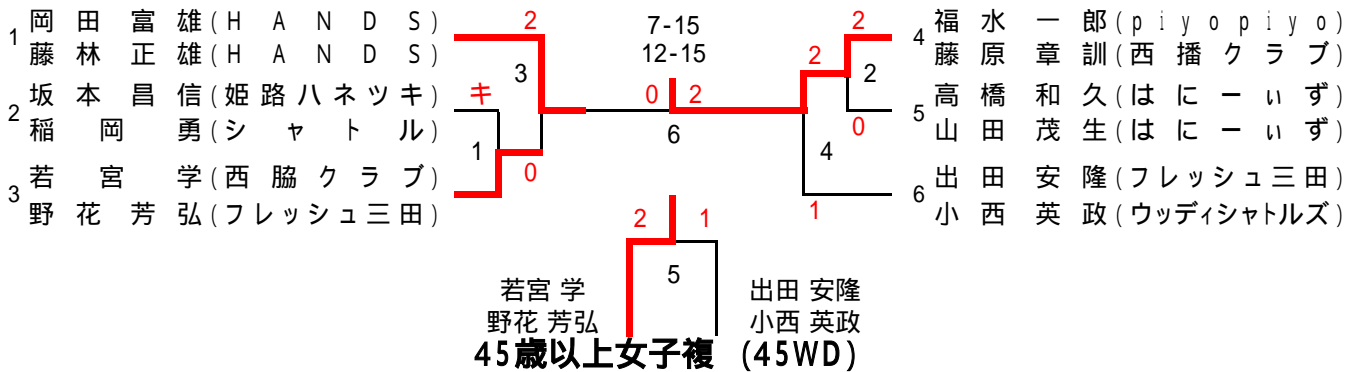 1 岡田富雄(HANDS)
藤林正雄(HANDS)
2 坂本昌信(姫路ハネツキ)
稲岡勇(シャトル)
3 若宮学(西脇クラブ)
野花芳弘(フレッシュ三田)
2
3
キ
1
0
7-15
12-15
0 2
6
2
2
2
0
4
1
4 福水一郎(piyopiyo)
藤原章訓(西播クラブ)
5 高橋和久(はにーぃず)
山田茂生(はにーぃず)
6 出田安隆(フレッシュ三田)
小西英政(ウッディシャトルズ)
2 1
5
若宮 学
野花 芳弘
出田 安隆
小西 英政
45歳以上女子複 (45WD)